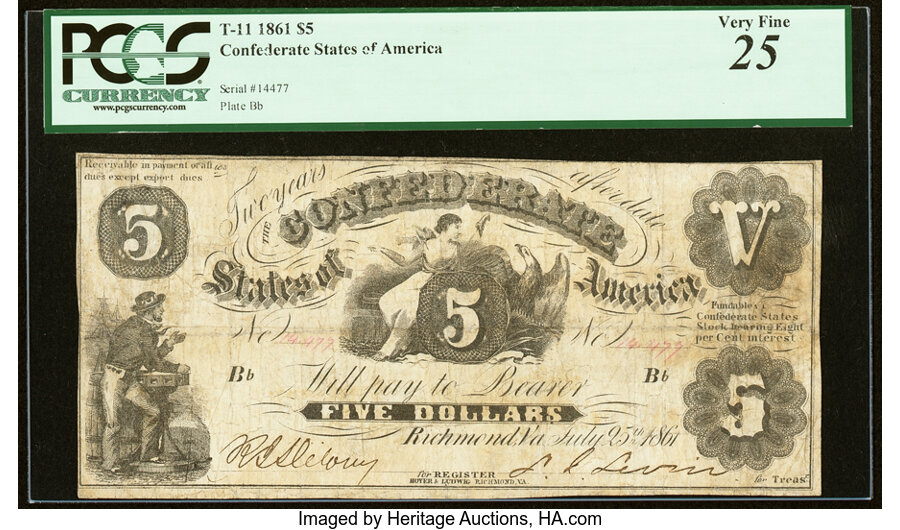 PCGS
CURRENCY
www.pcgscurrency.com
T-11 1861 $5
Confederate States of America
Serial #14477
Plate Bb
Very Fine
25
Receivable in payment of all
dues except export dues
5
Two years after date
THE CONFEDERATE
States of America
V
Fundable
Confederate States
Stock bearing Eight
per Cent interest
5
No 14477 No 14477
Bb Bb
Will pay to Bearer
FIVE DOLLARS
5
Richmond, Va July 25th 1861
for REGISTER
for Treasr
HOYER & LUDWIG RICHMOND, VA.
Imaged by Heritage Auctions, HA.com